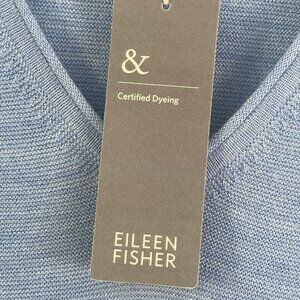 &
Certified Dyeing
EILEEN
FISHER